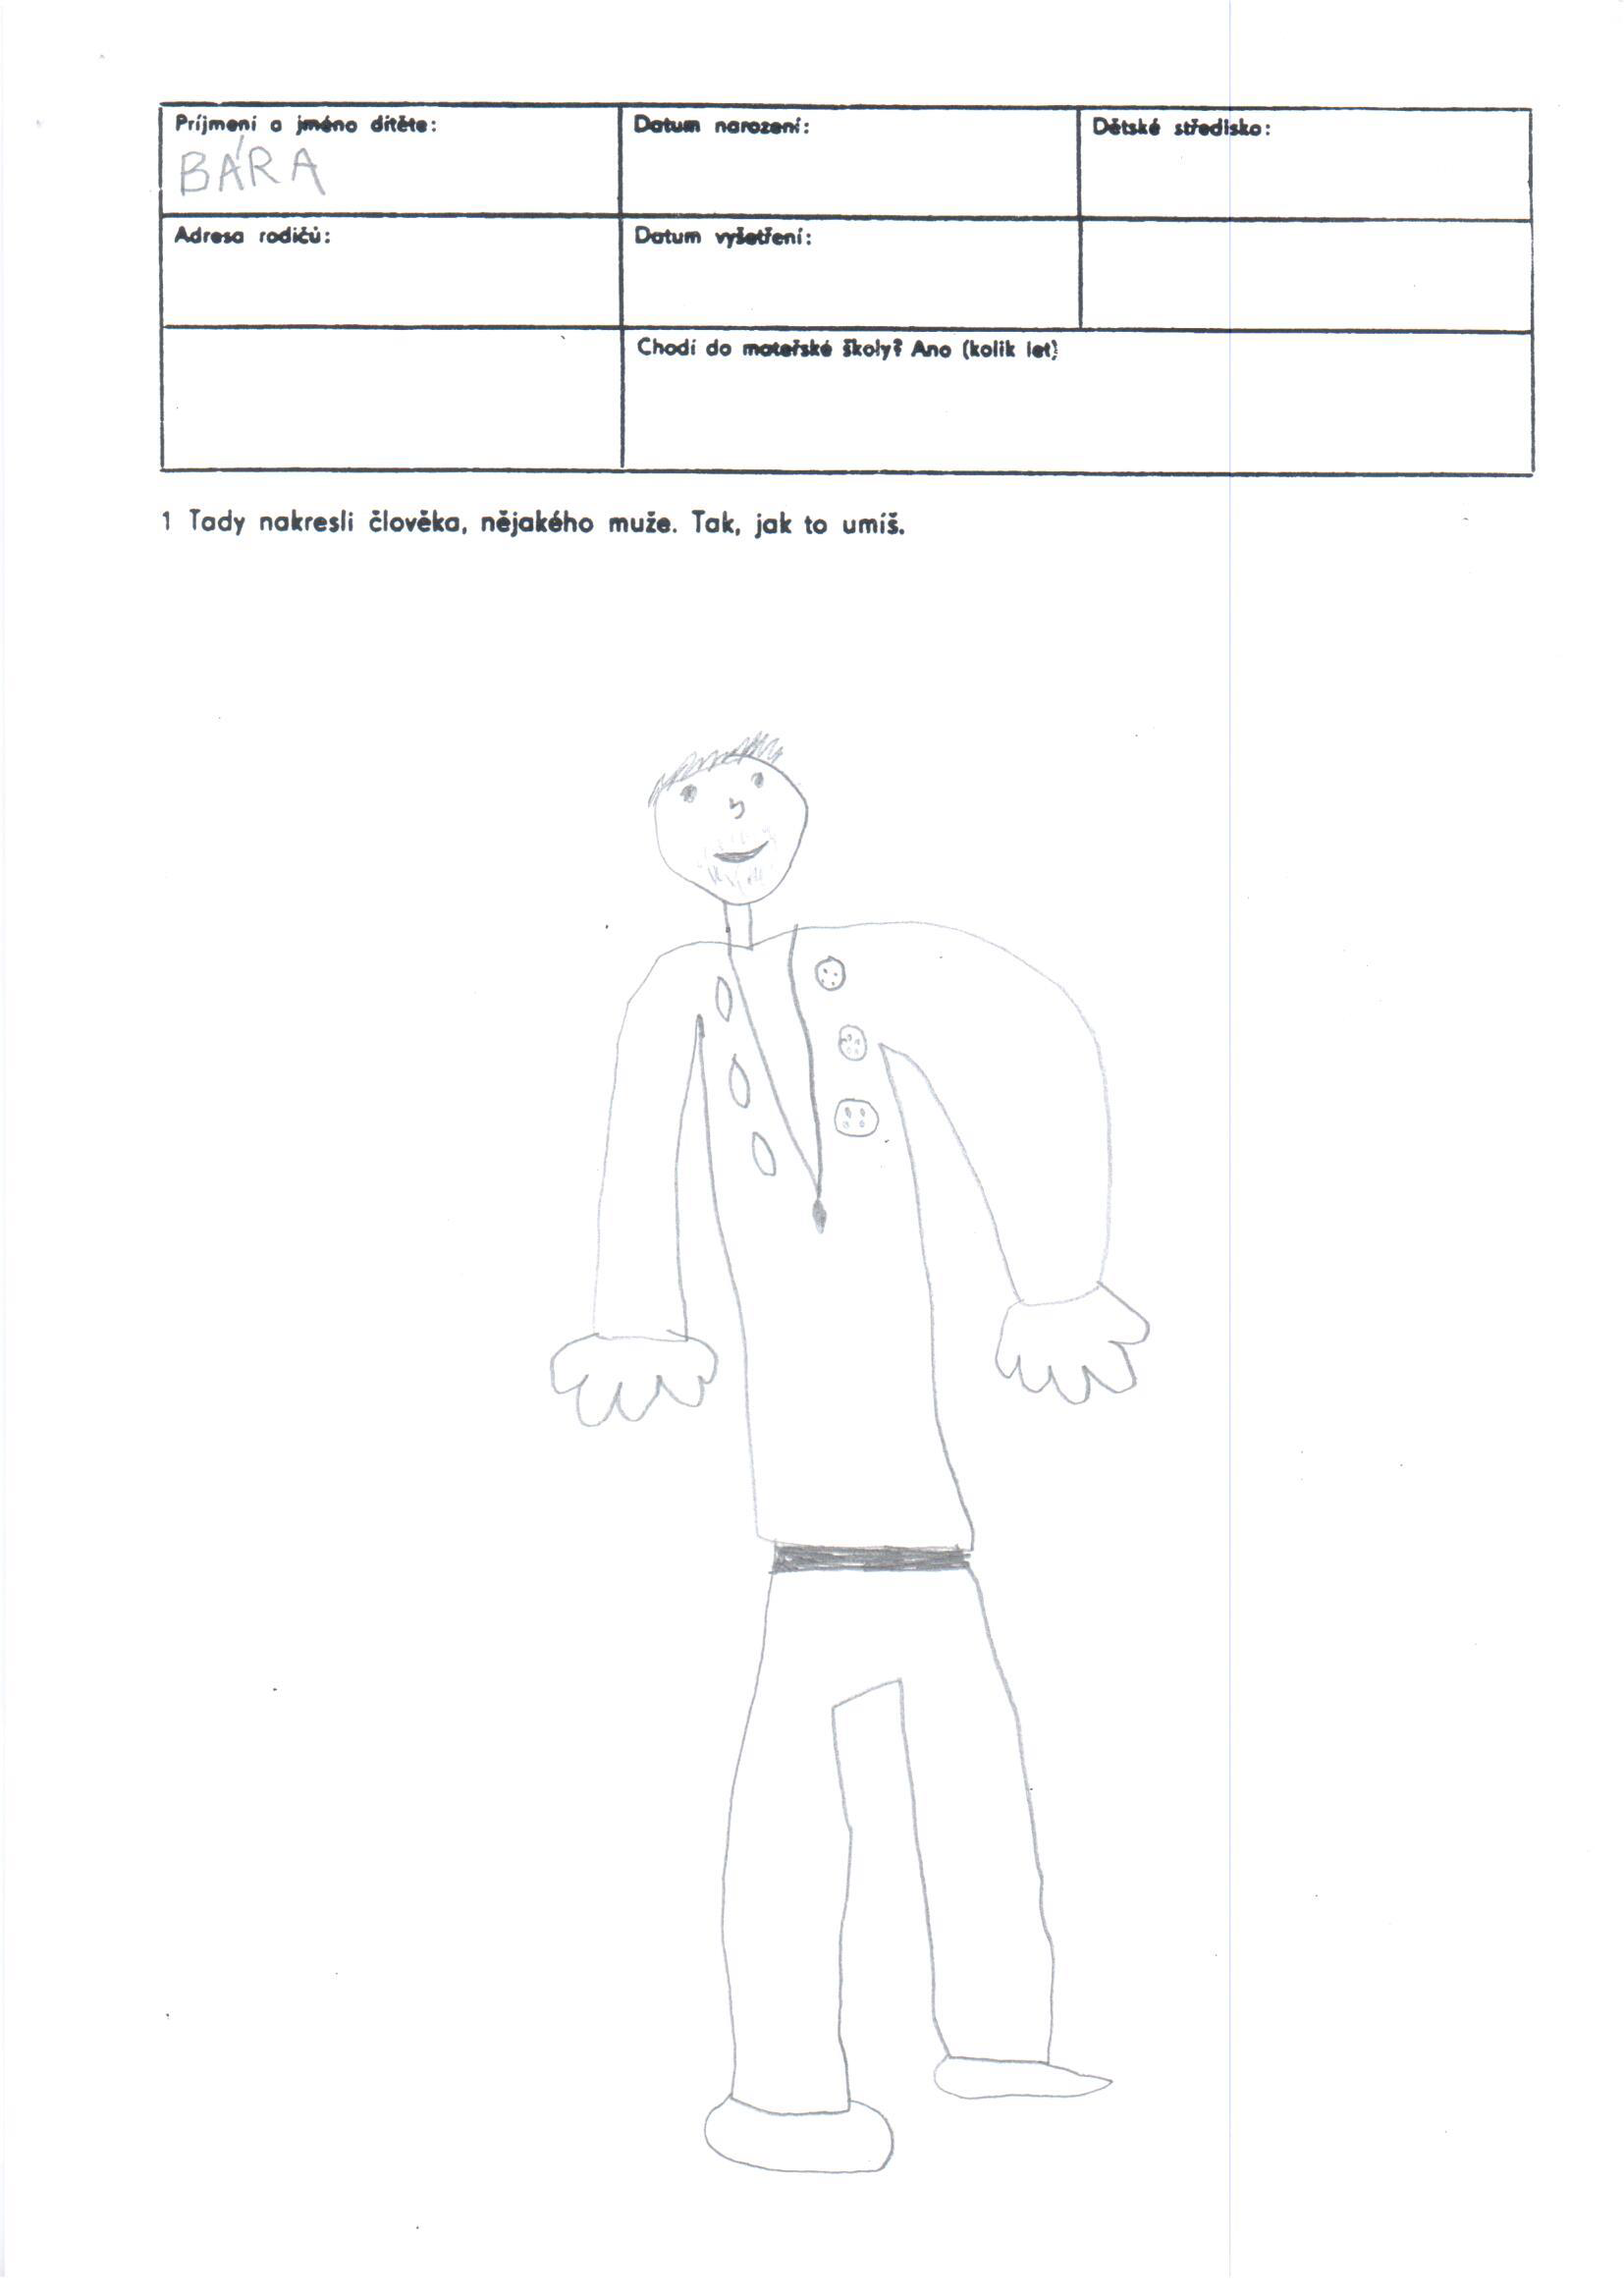 Príjmení a jméno dítěte:
BÁRA
Datum narození:
Dětské středisko:
Adresa rodičů:
Datum vyšetření:
Chodí do mateřské školy? Ano (kolik let)
1 Tady nakresli člověka, nějakého muže. Tak, jak to umíš.